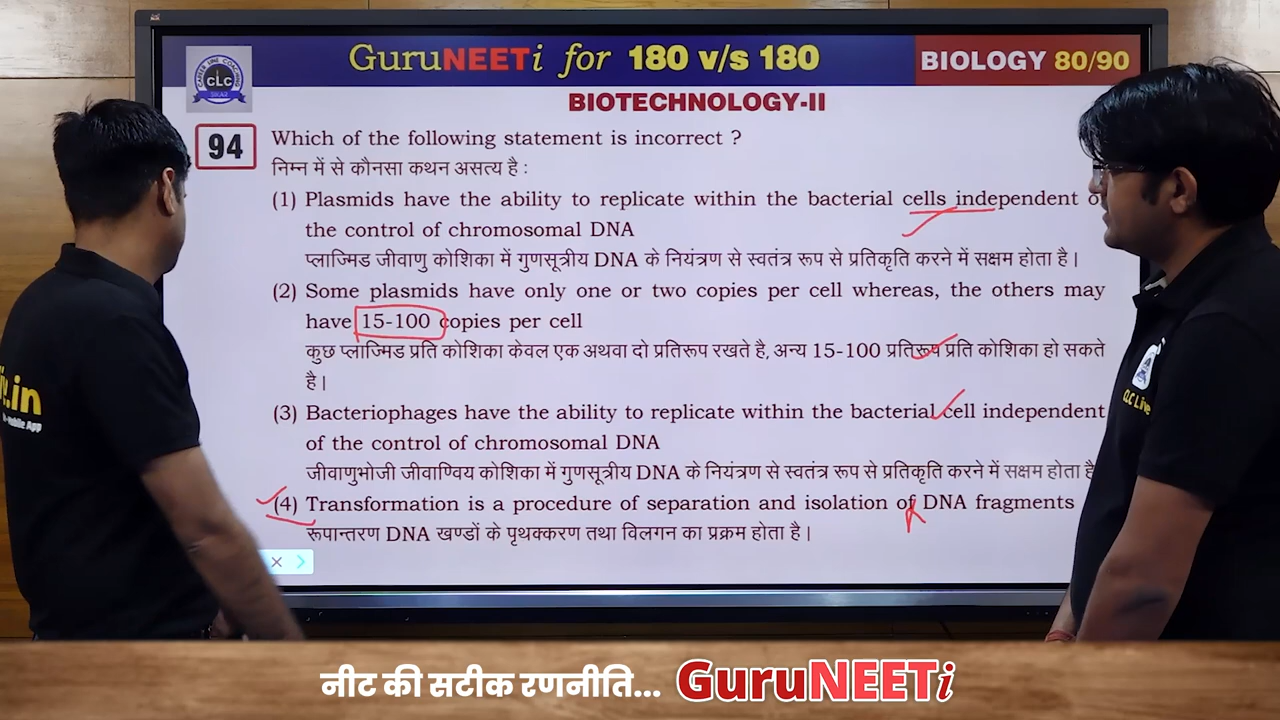 GuruNEETi for 180 v/s 180
BIOLOGY 80/90
CLC
SIKAR
BIOTECHNOLOGY-II
94
Which of the following statement is incorrect ?
निम्न में से कौनसा कथन असत्य है :
(1) Plasmids have the ability to replicate within the bacterial cells independent o
the control of chromosomal DNA
प्लाज्मिड जीवाणु कोशिका में गुणसूत्रीय DNA के नियंत्रण से स्वतंत्र रूप से प्रतिकृति करने में सक्षम होता है।
(2) Some plasmids have only one or two copies per cell whereas, the others may
have 15-100 copies per cell
कुछ प्लाज्मिड प्रति कोशिका केवल एक अथवा दो प्रतिरूप रखते है, अन्य 15-100 प्रतिरूप प्रति कोशिका हो सकते
है।
(3) Bacteriophages have the ability to replicate within the bacterial cell independent
of the control of chromosomal DNA
जीवाणुभोजी जीवाण्विय कोशिका में गुणसूत्रीय DNA के नियंत्रण से स्वतंत्र रूप से प्रतिकृति करने में सक्षम होता है
(4) Transformation is a procedure of separation and isolation of DNA fragments
रूपान्तरण DNA खण्डों के पृथक्करण तथा विलगन का प्रक्रम होता है।
.in
App
CLC Live
नीट की सटीक रणनीति... GuruNEETi